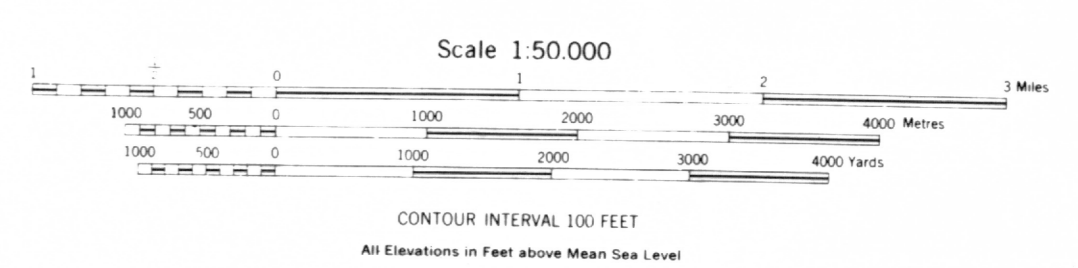 Scale 1:50.000
1 ½ 0 1 2 3 Miles
1000 500 0 1000 2000 3000 4000 Metres
1000 500 0 1000 2000 3000 4000 Yards
CONTOUR INTERVAL 100 FEET
All Elevations in Feet above Mean Sea Level